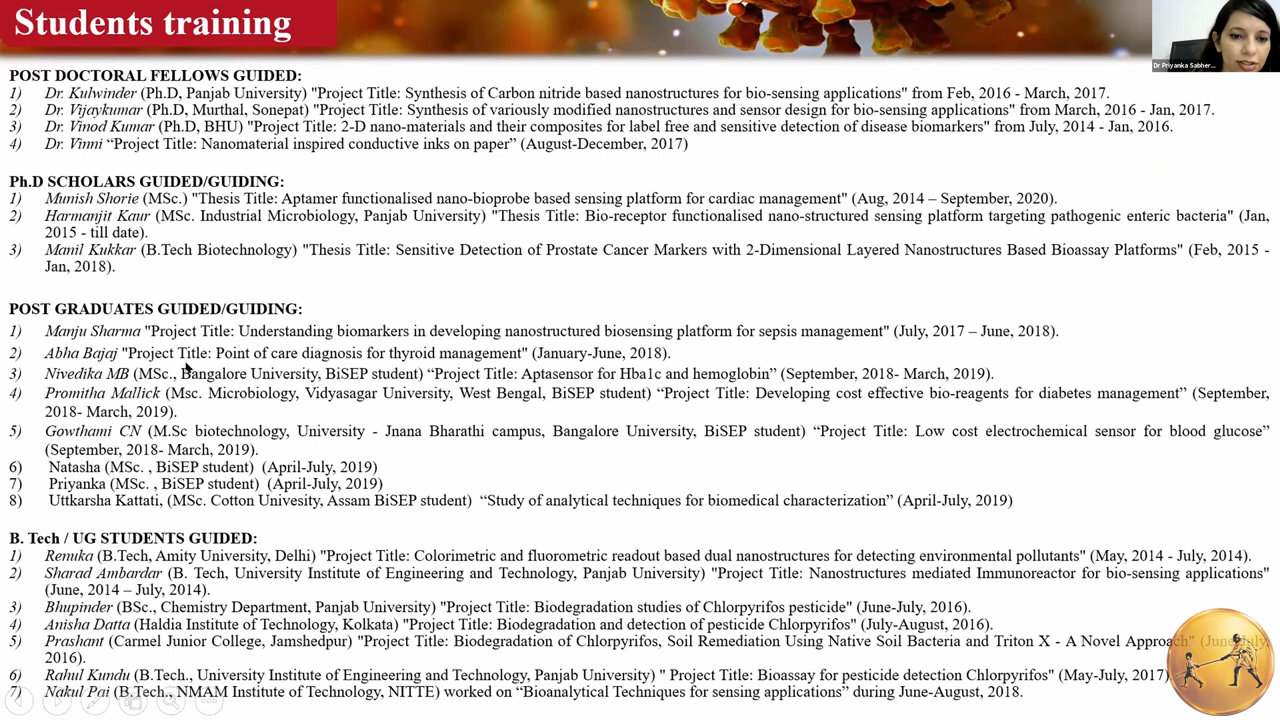 Students training
Dr Priyanka Sabher...
POST DOCTORAL FELLOWS GUIDED:
1) Dr. Kulwinder (Ph.D, Panjab University) "Project Title: Synthesis of Carbon nitride based nanostructures for bio-sensing applications" from Feb, 2016 - March, 2017.
2) Dr. Vijaykumar (Ph.D, Murthal, Sonepat) "Project Title: Synthesis of variously modified nanostructures and sensor design for bio-sensing applications" from March, 2016 - Jan, 2017.
3) Dr. Vinod Kumar (Ph.D, BHU) "Project Title: 2-D nano-materials and their composites for label free and sensitive detection of disease biomarkers" from July, 2014 - Jan, 2016.
4) Dr. Vinni “Project Title: Nanomaterial inspired conductive inks on paper” (August-December, 2017)
Ph.D SCHOLARS GUIDED/GUIDING:
1) Munish Shorie (MSc.) "Thesis Title: Aptamer functionalised nano-bioprobe based sensing platform for cardiac management" (Aug, 2014 – September, 2020).
2) Harmanjit Kaur (MSc. Industrial Microbiology, Panjab University) "Thesis Title: Bio-receptor functionalised nano-structured sensing platform targeting pathogenic enteric bacteria" (Jan,
2015 - till date).
3) Manil Kukkar (B.Tech Biotechnology) "Thesis Title: Sensitive Detection of Prostate Cancer Markers with 2-Dimensional Layered Nanostructures Based Bioassay Platforms" (Feb, 2015 -
Jan, 2018).
POST GRADUATES GUIDED/GUIDING:
1) Manju Sharma "Project Title: Understanding biomarkers in developing nanostructured biosensing platform for sepsis management" (July, 2017 – June, 2018).
2) Abha Bajaj "Project Title: Point of care diagnosis for thyroid management" (January-June, 2018).
3) Nivedika MB (MSc., Bangalore University, BiSEP student) “Project Title: Aptasensor for Hba1c and hemoglobin” (September, 2018- March, 2019).
4) Promitha Mallick (Msc. Microbiology, Vidyasagar University, West Bengal, BiSEP student) “Project Title: Developing cost effective bio-reagents for diabetes management” (September,
2018- March, 2019).
5) Gowthami CN (M.Sc biotechnology, University - Jnana Bharathi campus, Bangalore University, BiSEP student) “Project Title: Low cost electrochemical sensor for blood glucose”
(September, 2018- March, 2019).
6) Natasha (MSc. , BiSEP student) (April-July, 2019)
7) Priyanka (MSc. , BiSEP student) (April-July, 2019)
8) Uttkarsha Kattati, (MSc. Cotton Univesity, Assam BiSEP student) “Study of analytical techniques for biomedical characterization” (April-July, 2019)
B. Tech / UG STUDENTS GUIDED:
1) Renuka (B.Tech, Amity University, Delhi) "Project Title: Colorimetric and fluorometric readout based dual nanostructures for detecting environmental pollutants" (May, 2014 - July, 2014).
2) Sharad Ambardar (B. Tech, University Institute of Engineering and Technology, Panjab University) "Project Title: Nanostructures mediated Immunoreactor for bio-sensing applications"
(June, 2014 – July, 2014).
3) Bhupinder (BSc., Chemistry Department, Panjab University) "Project Title: Biodegradation studies of Chlorpyrifos pesticide" (June-July, 2016).
4) Anisha Datta (Haldia Institute of Technology, Kolkata) "Project Title: Biodegradation and detection of pesticide Chlorpyrifos" (July-August, 2016).
5) Prashant (Carmel Junior College, Jamshedpur) "Project Title: Biodegradation of Chlorpyrifos, Soil Remediation Using Native Soil Bacteria and Triton X - A Novel Approach" (June-July,
2016).
6) Rahul Kundu (B.Tech., University Institute of Engineering and Technology, Panjab University) " Project Title: Bioassay for pesticide detection Chlorpyrifos" (May-July, 2017)
7) Nakul Pai (B.Tech., NMAM Institute of Technology, NITTE) worked on “Bioanalytical Techniques for sensing applications” during June-August, 2018.